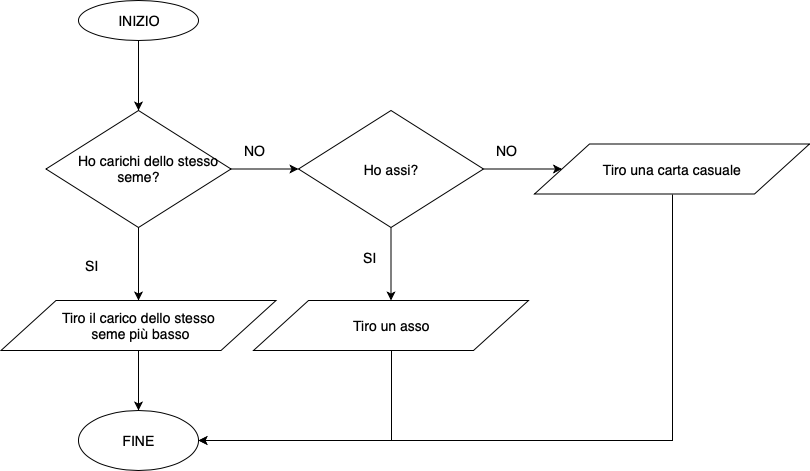 INIZIO
Ho carichi dello stesso
seme?
NO
Ho assi?
NO
Tiro una carta casuale
SI
SI
Tiro il carico dello stesso
seme più basso
Tiro un asso
FINE